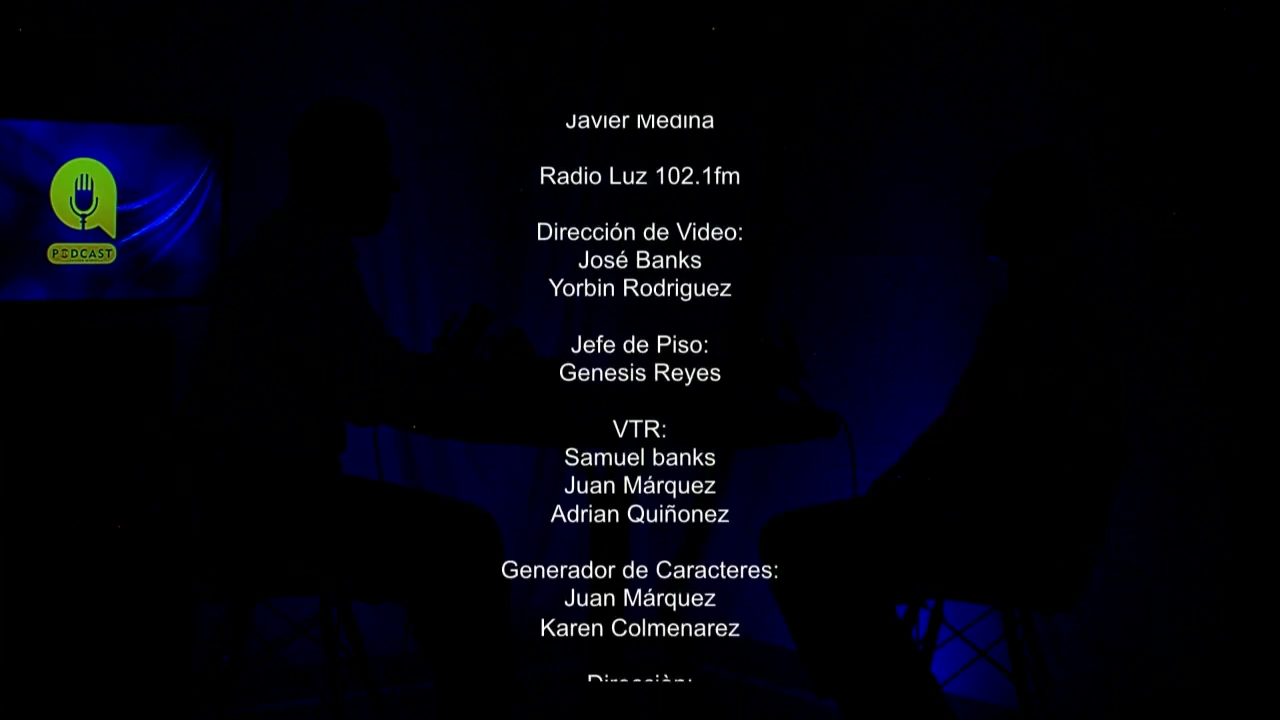 PODCAST
Javier Medina
Radio Luz 102.1fm
Dirección de Video:
José Banks
Yorbin Rodriguez
Jefe de Piso:
Genesis Reyes
VTR:
Samuel banks
Juan Márquez
Adrian Quiñonez
Generador de Caracteres:
Juan Márquez
Karen Colmenarez
Direcciòn: